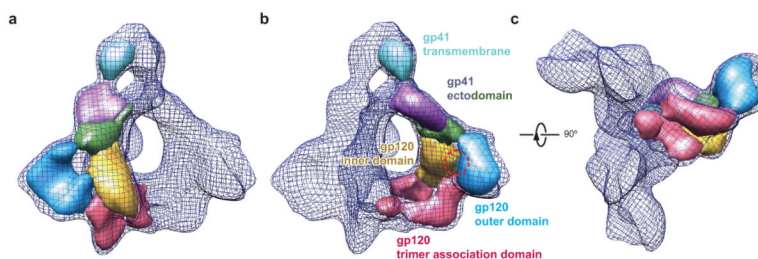 a
b
c
gp41
transmembrane
gp41
ectodomain
gp120
inner domain
90°
gp120
outer domain
gp120
trimer association domain